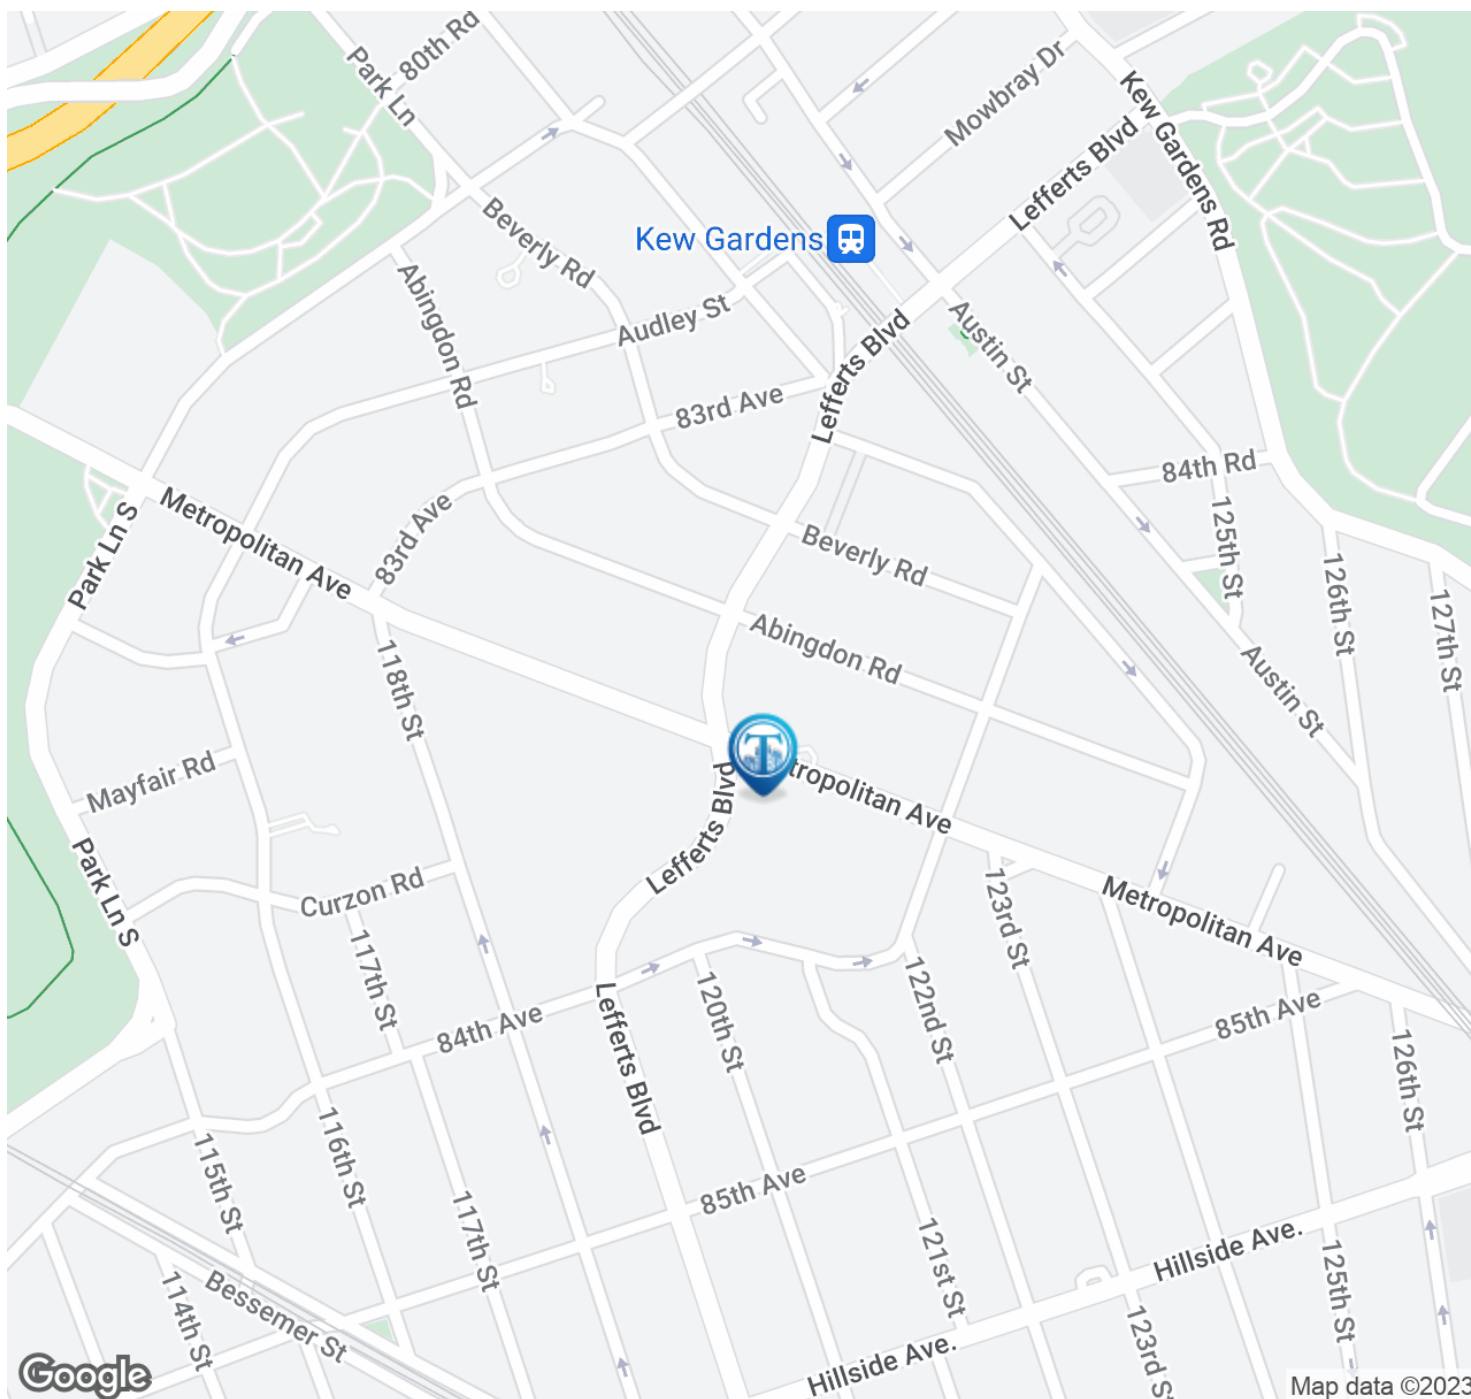 80th Rd
Park Ln
Mowbray Dr
Kew Gardens Rd
Lefferts Blvd
Beverly Rd
Kew Gardens
Abingdon Rd
Audley St
Lefferts Blvd
Austin St
83rd Ave
84th Rd
Metropolitan Ave
83rd Ave
Park Ln S
Beverly Rd
125th St
126th St
127th St
118th St
Abingdon Rd
Austin St
T
Mayfair Rd
Lefferts Blvd
tropolitan Ave
Park Ln S
Curzon Rd
123rd St
Metropolitan Ave
117th St
84th Ave
Lefferts Blvd
120th St
122nd St
85th Ave
126th St
115th St
116th St
117th St
85th Ave
121st St
Hillside Ave.
125th St
114th St
Bessemer St
123rd St
Hillside Ave.
Google
Map data ©2023